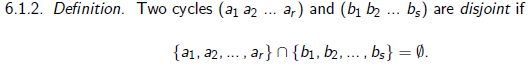 6.1.2. Definition. Two cycles (a₁ a₂ ... aᵣ) and (b₁ b₂ ... bₛ) are disjoint if
{a₁, a₂, ... , aᵣ} ∩ {b₁, b₂, ... , bₛ} = ∅.